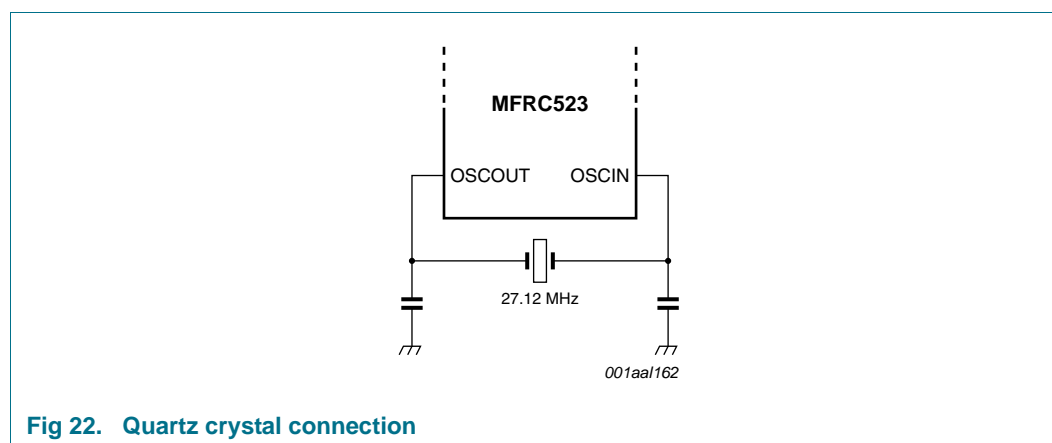 MFRC523
OSCOUT OSCIN
27.12 MHz
001aal162
Fig 22. Quartz crystal connection